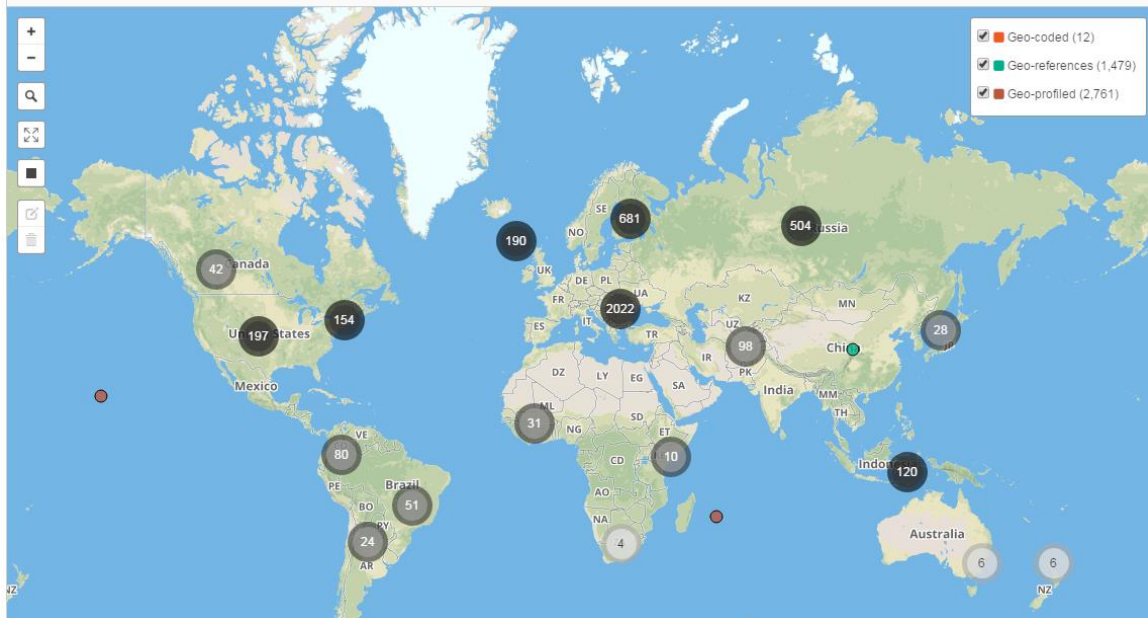 +
−
Geo-coded (12)
Geo-references (1,479)
Geo-profiled (2,761)
SE
681
504
Russia
190
NO
42
Canada
UK
DE
PL
UA
FR
KZ
MN
2022
154
197
United States
IT
ES
TR
UZ
98
28
IR
China
PK
Mexico
DZ
LY
EG
SA
India
MM
TH
ML
31
NG
SD
ET
VE
80
10
CD
Indonesia
120
PE
Brazil
51
BO
AO
PY
24
NA
4
Australia
AR
6
6
NZ
NZ